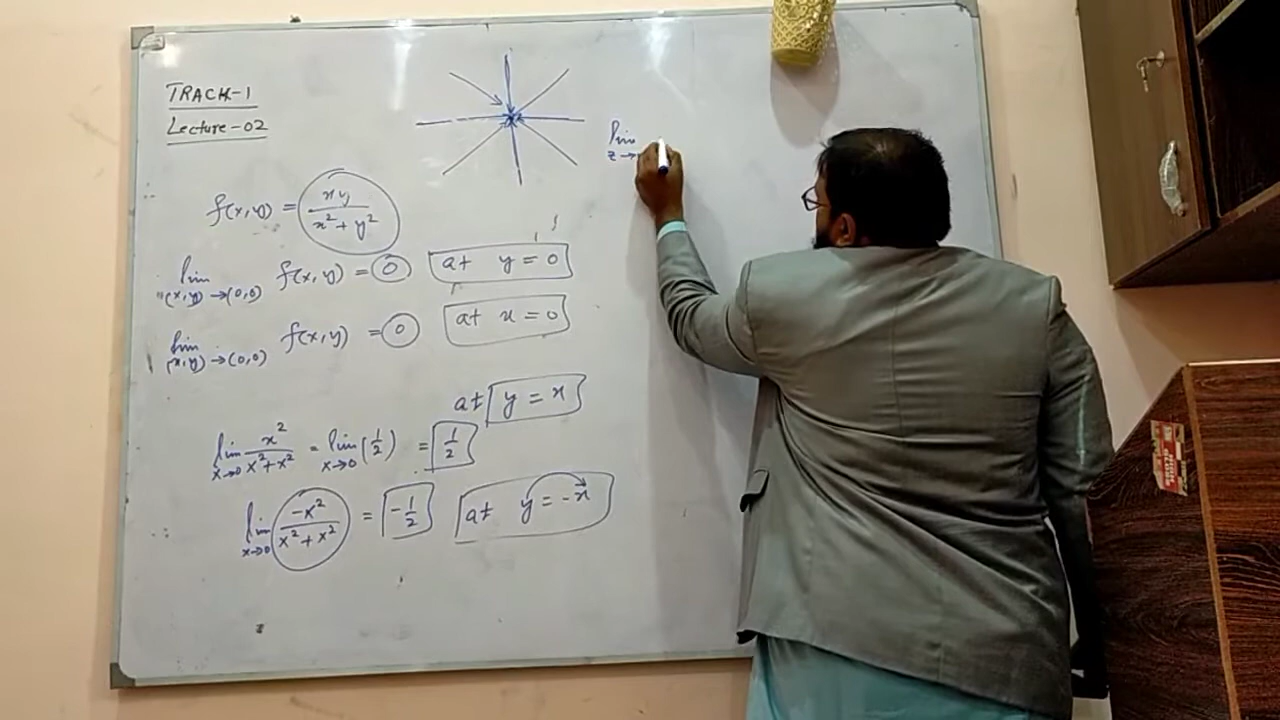 TRACK-1
Lecture-02
f(x,y) = xy / x² + y²
lim (x,y) → (0,0) f(x,y) = 0 at y = 0
lim (x,y) → (0,0) f(x,y) = 0 at x = 0
at y = x
lim x→0 x² / x² + x² = lim x→0 (1/2) = 1/2
lim x→0 -x² / x² + x² = -1/2 at y = -x
lim z →